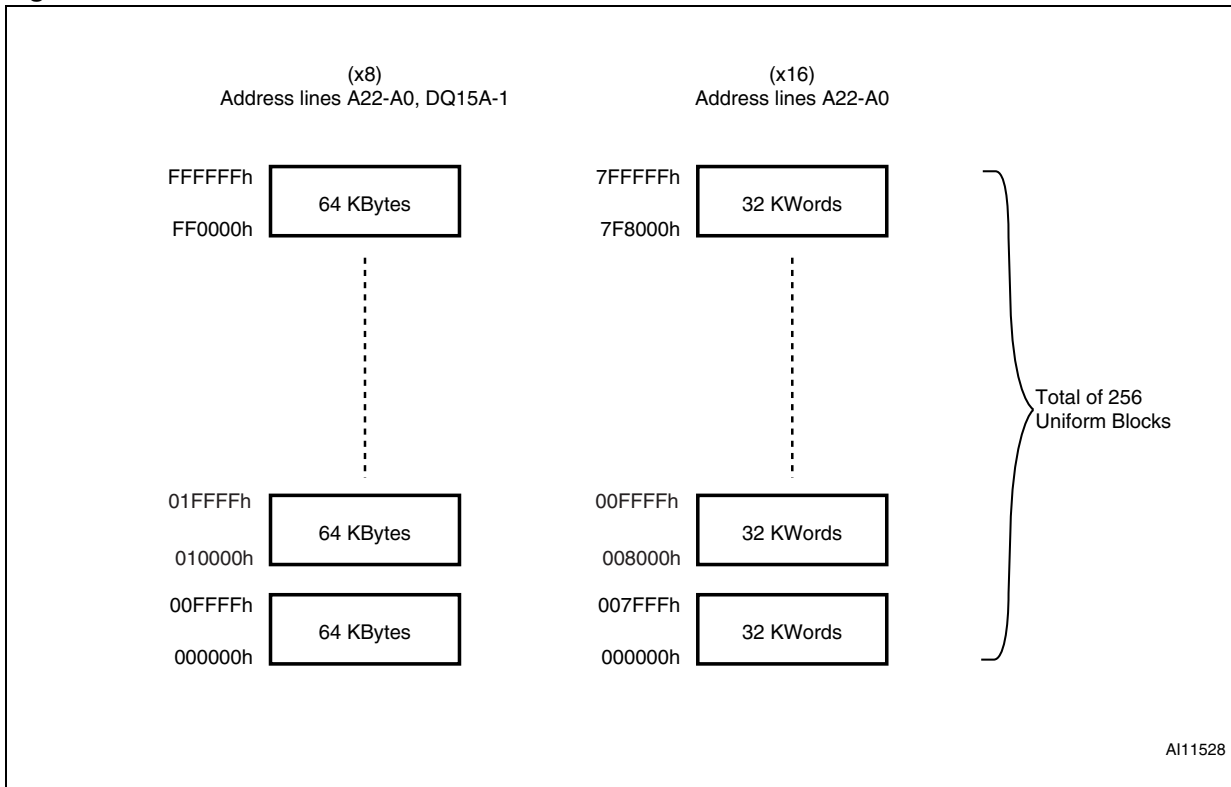 (x8)
Address lines A22-A0, DQ15A-1
(x16)
Address lines A22-A0
FFFFFFh
64 KBytes
FF0000h
7FFFFFh
32 KWords
7F8000h
Total of 256
Uniform Blocks
01FFFFh
64 KBytes
010000h
00FFFFh
32 KWords
008000h
00FFFFh
64 KBytes
000000h
007FFFh
32 KWords
000000h
AI11528